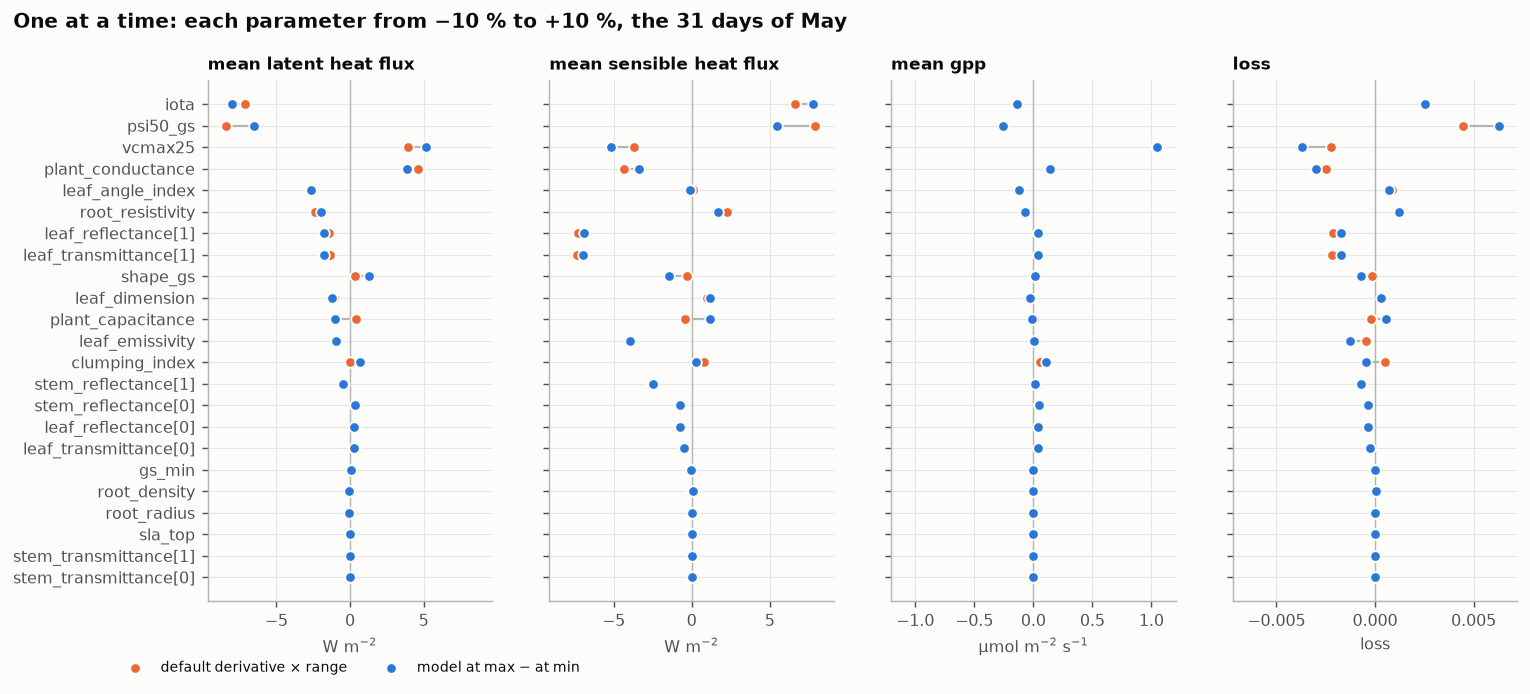 One at a time: each parameter from −10 % to +10 %, the 31 days of May
mean latent heat flux
mean sensible heat flux
mean gpp
loss
iota
psi50_gs
vcmax25
plant_conductance
leaf_angle_index
root_resistivity
leaf_reflectance[1]
leaf_transmittance[1]
shape_gs
leaf_dimension
plant_capacitance
leaf_emissivity
clumping_index
stem_reflectance[1]
stem_reflectance[0]
leaf_reflectance[0]
leaf_transmittance[0]
gs_min
root_density
root_radius
sla_top
stem_transmittance[1]
stem_transmittance[0]
−5 0 5
−5 0 5
−1.0 −0.5 0.0 0.5 1.0
−0.005 0.000 0.005
W m⁻²
W m⁻²
µmol m⁻² s⁻¹
loss
default derivative × range
model at max − at min